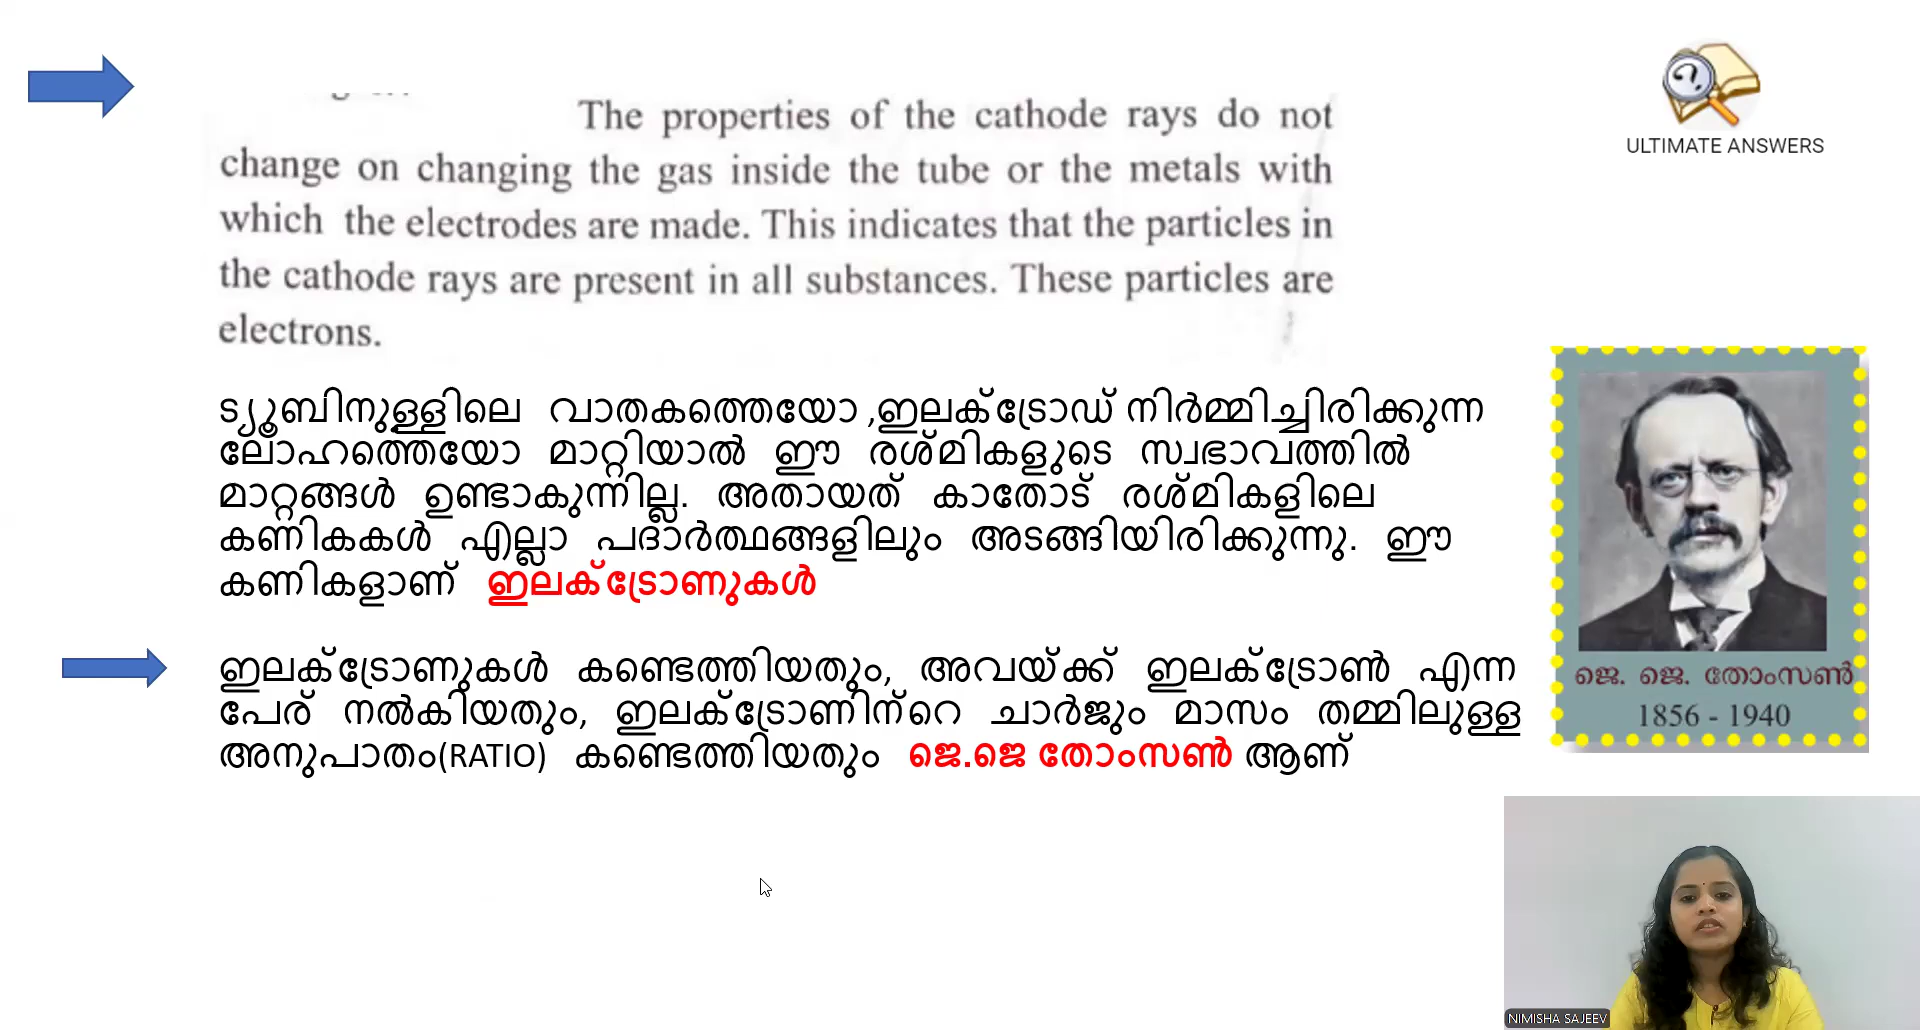 The properties of the cathode rays do not
change on changing the gas inside the tube or the metals with
which the electrodes are made. This indicates that the particles in
the cathode rays are present in all substances. These particles are
electrons.
ട്യൂബിനുള്ളിലെ വാതകത്തെയോ ,ഇലക്ട്രോഡ് നിർമ്മിച്ചിരിക്കുന്ന
ലോഹത്തെയോ മാറ്റിയാൽ ഈ രശ്മികളുടെ സ്വഭാവത്തിൽ
മാറ്റങ്ങൾ ഉണ്ടാകുന്നില്ല. അതായത് കാതോട് രശ്മികളിലെ
കണികകൾ എല്ലാ പദാർത്ഥങ്ങളിലും അടങ്ങിയിരിക്കുന്നു. ഈ
കണികളാണ് ഇലക്ട്രോണുകൾ
ഇലക്ട്രോണുകൾ കണ്ടെത്തിയതും, അവയ്ക്ക് ഇലക്ട്രോൺ എന്ന
പേര് നൽകിയതും, ഇലക്ട്രോണിന്റെ ചാർജും മാസം തമ്മിലുള്ള
അനുപാതം(RATIO) കണ്ടെത്തിയതും ജെ.ജെ തോംസൺ ആണ്
ULTIMATE ANSWERS
ജെ. ജെ. തോംസൺ
1856 - 1940
NIMISHA SAJEEV